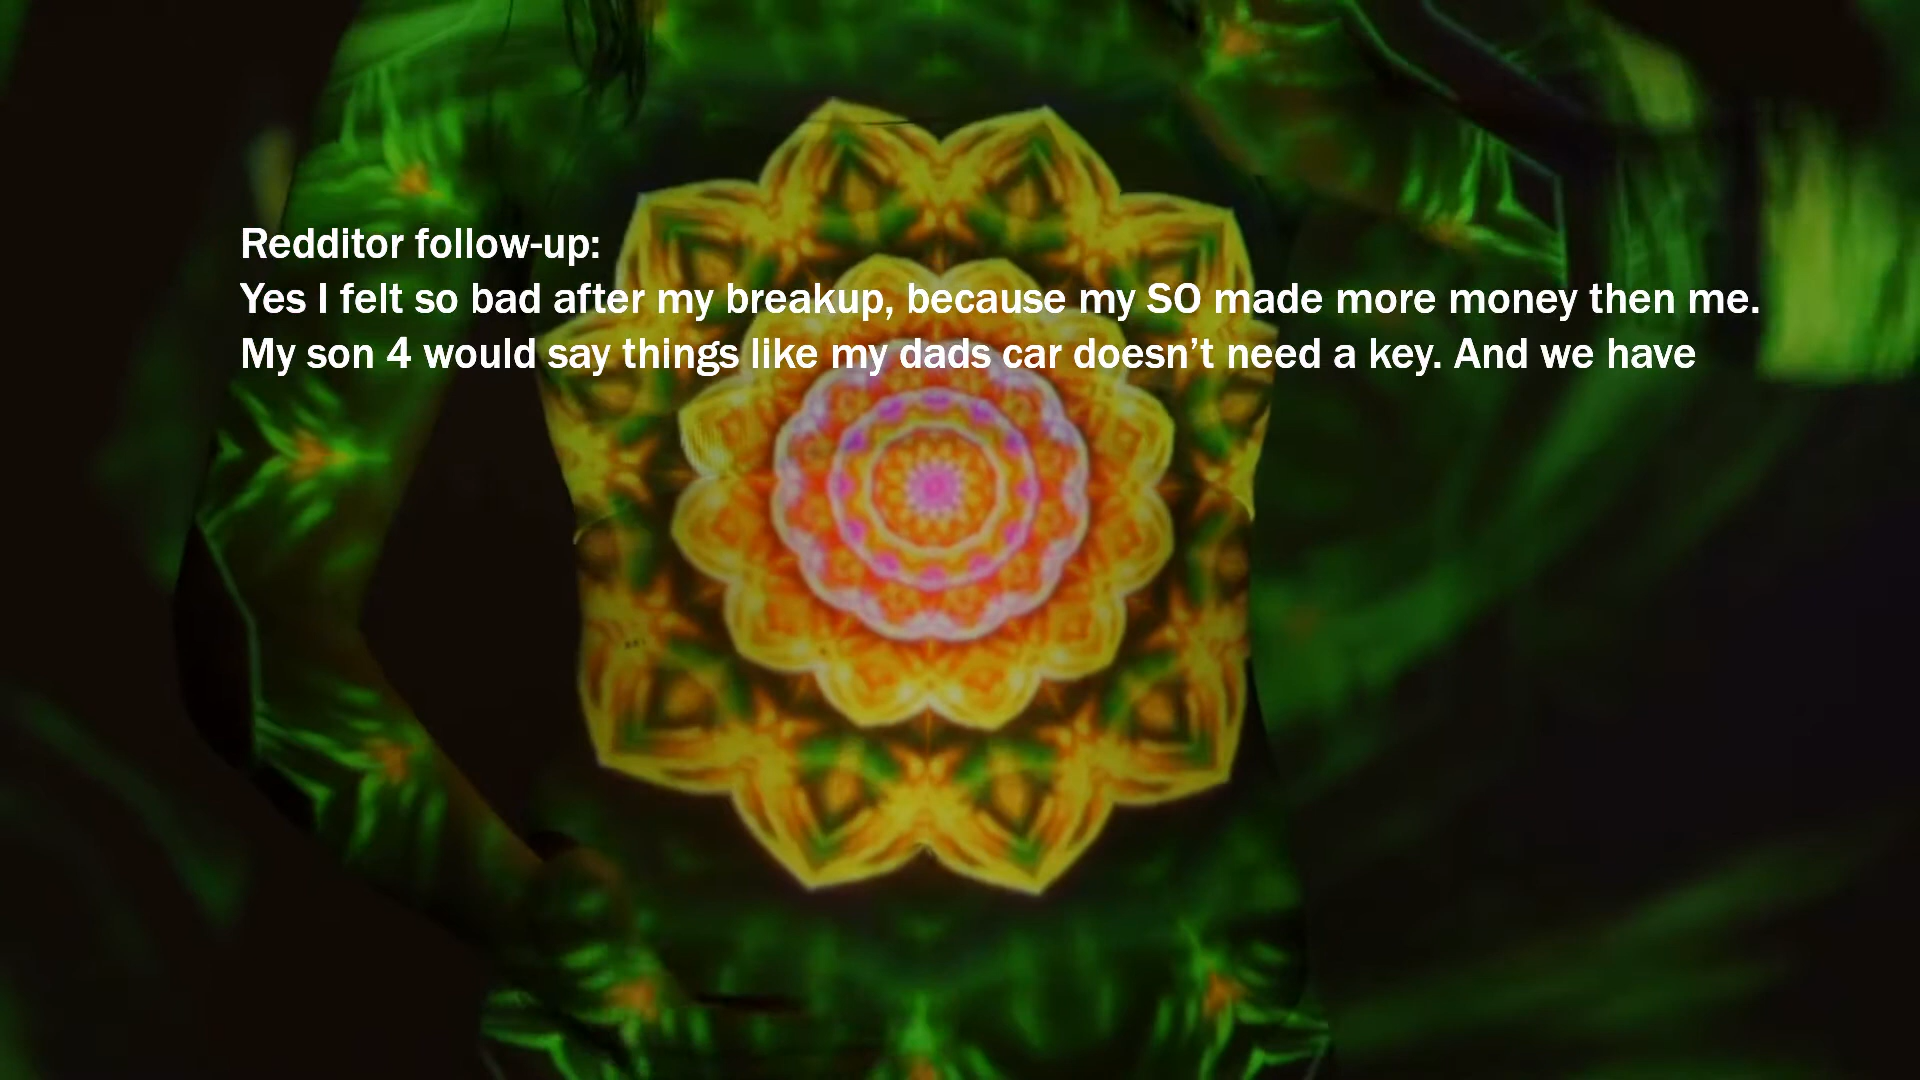 Redditor follow-up:
Yes I felt so bad after my breakup, because my SO made more money then me.
My son 4 would say things like my dads car doesn’t need a key. And we have